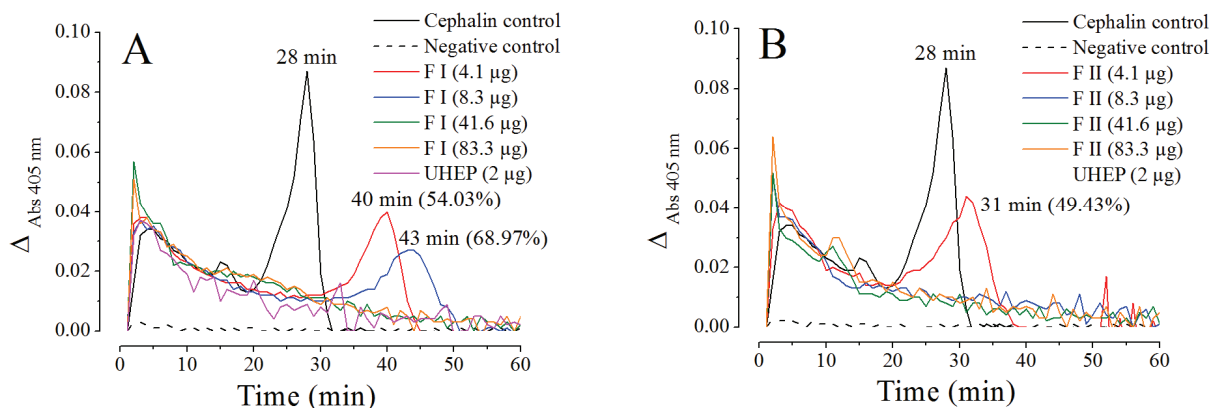 A
Cephalin control
Negative control
F I (4.1 µg)
F I (8.3 µg)
F I (41.6 µg)
F I (83.3 µg)
UHEP (2 µg)
28 min
40 min (54.03%)
43 min (68.97%)
0.10
0.08
0.06
0.04
0.02
0.00
Δ Abs 405 nm
0 10 20 30 40 50 60
Time (min)
B
Cephalin control
Negative control
F II (4.1 µg)
F II (8.3 µg)
F II (41.6 µg)
F II (83.3 µg)
UHEP (2 µg)
28 min
31 min (49.43%)
0.10
0.08
0.06
0.04
0.02
0.00
Δ Abs 405 nm
0 10 20 30 40 50 60
Time (min)